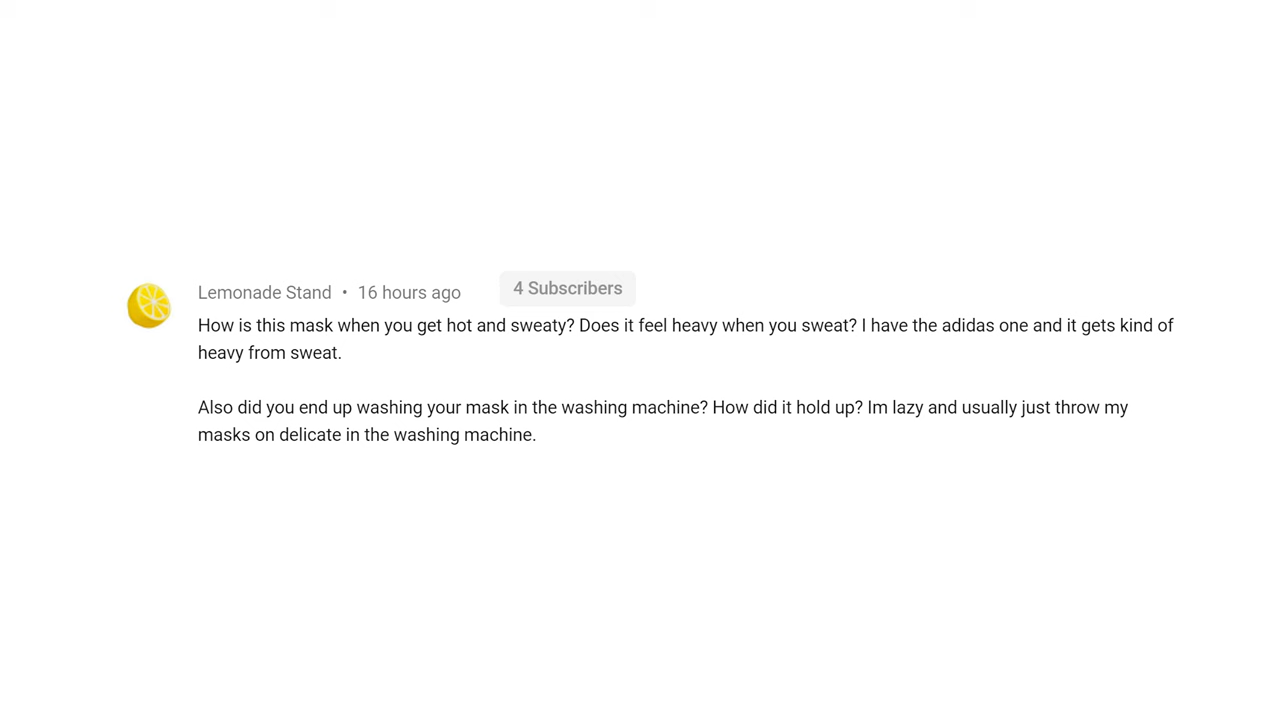 Lemonade Stand • 16 hours ago 4 Subscribers
How is this mask when you get hot and sweaty? Does it feel heavy when you sweat? I have the adidas one and it gets kind of
heavy from sweat.
Also did you end up washing your mask in the washing machine? How did it hold up? Im lazy and usually just throw my
masks on delicate in the washing machine.